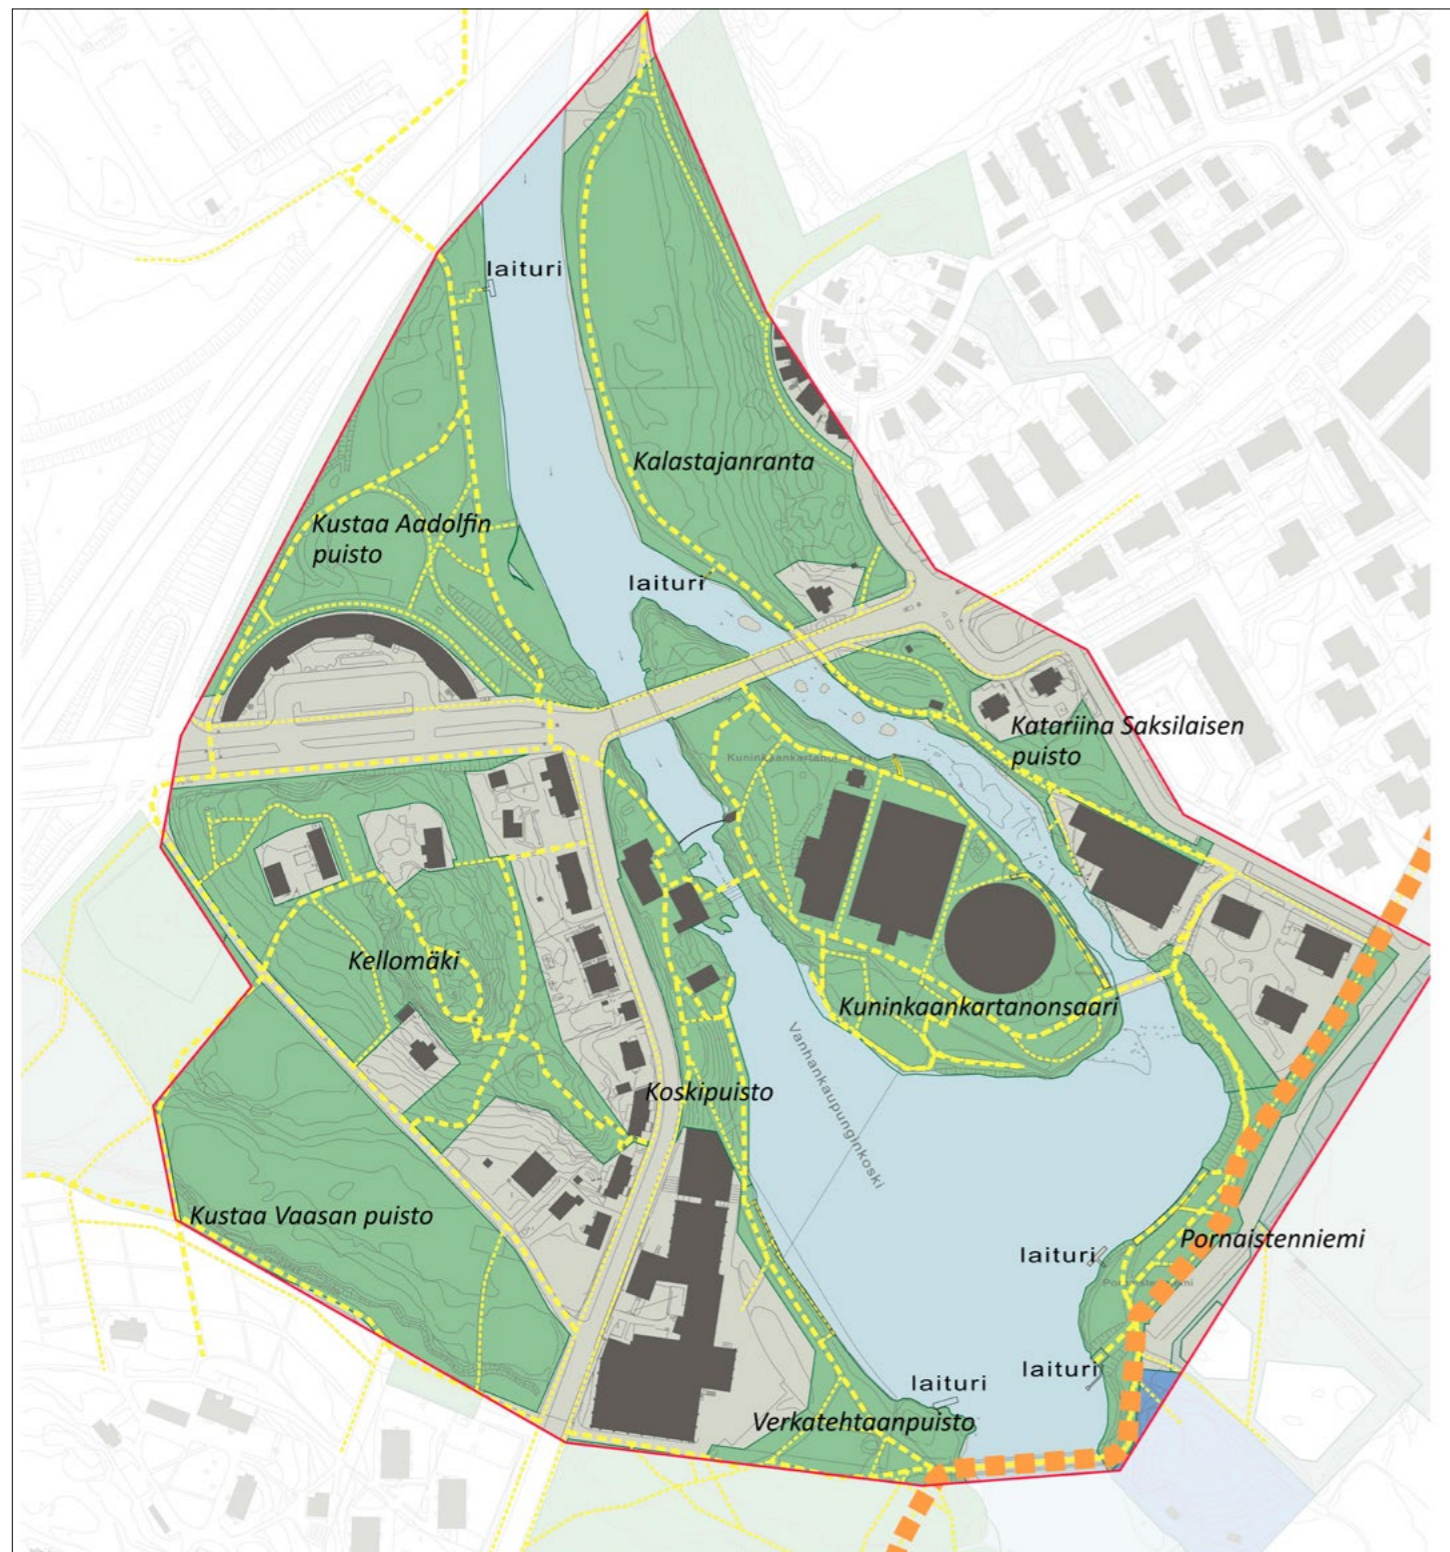 laituri
Kalastajanranta
Kustaa Aadolfin
puisto
laituri
Katariina Saksilaisen
puisto
Kellomäki
Kuninkaankartanonsaari
Vanhankaupunginkoski
Koskipuisto
Kustaa Vaasan puisto
laituri
Pornaistenniemi
laituri
laituri
Verkatehtaanpuisto